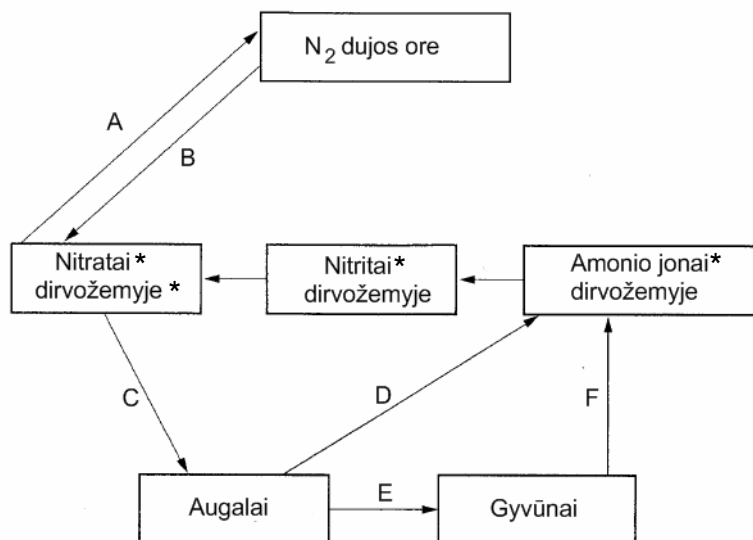 N₂ dujos ore
A
B
Nitratai*
dirvožemyje *
Nitritai*
dirvožemyje
Amonio jonai*
dirvožemyje
C
D
F
Augalai
E
Gyvūnai